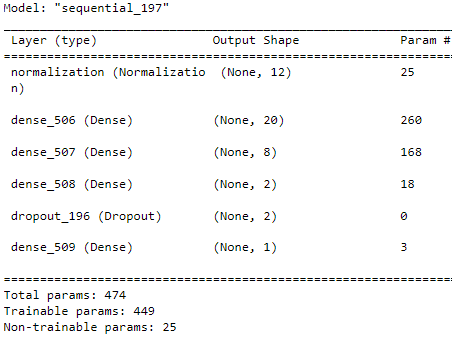 Model: "sequential_197"
_________________________________________________________________
Layer (type) Output Shape Param #
=================================================================
normalization (Normalizatio (None, 12) 25
n)
dense_506 (Dense) (None, 20) 260
dense_507 (Dense) (None, 8) 168
dense_508 (Dense) (None, 2) 18
dropout_196 (Dropout) (None, 2) 0
dense_509 (Dense) (None, 1) 3
=================================================================
Total params: 474
Trainable params: 449
Non-trainable params: 25